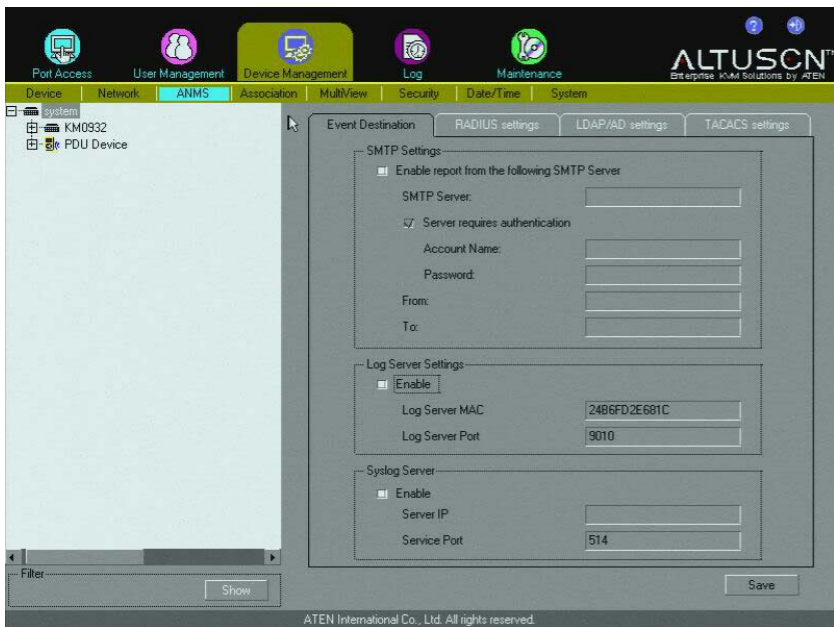 Port Access User Management Device Management Log Maintenance
ALTUSCN™
Enterprise KVM Solutions by ATEN
Device Network ANMS Association MultiView Security Date/Time System
system
KM0932
PDU Device
Event Destination RADIUS settings LDAP/AD settings TACACS settings
SMTP Settings
Enable report from the following SMTP Server
SMTP Server:
Server requires authentication
Account Name:
Password:
From:
To:
Log Server Settings
Enable
Log Server MAC 24B6FD2E681C
Log Server Port 9010
Syslog Server
Enable
Server IP
Service Port 514
Filter
Show
Save
ATEN International Co., Ltd. All rights reserved.